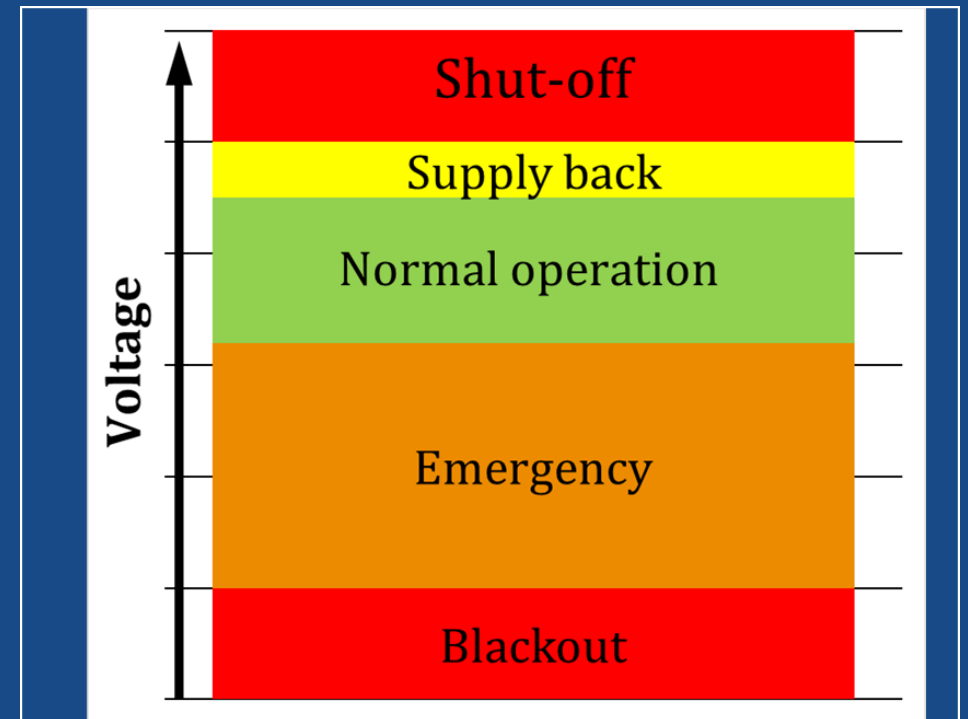 Shut-off
Supply back
Normal operation
Voltage
Emergency
Blackout